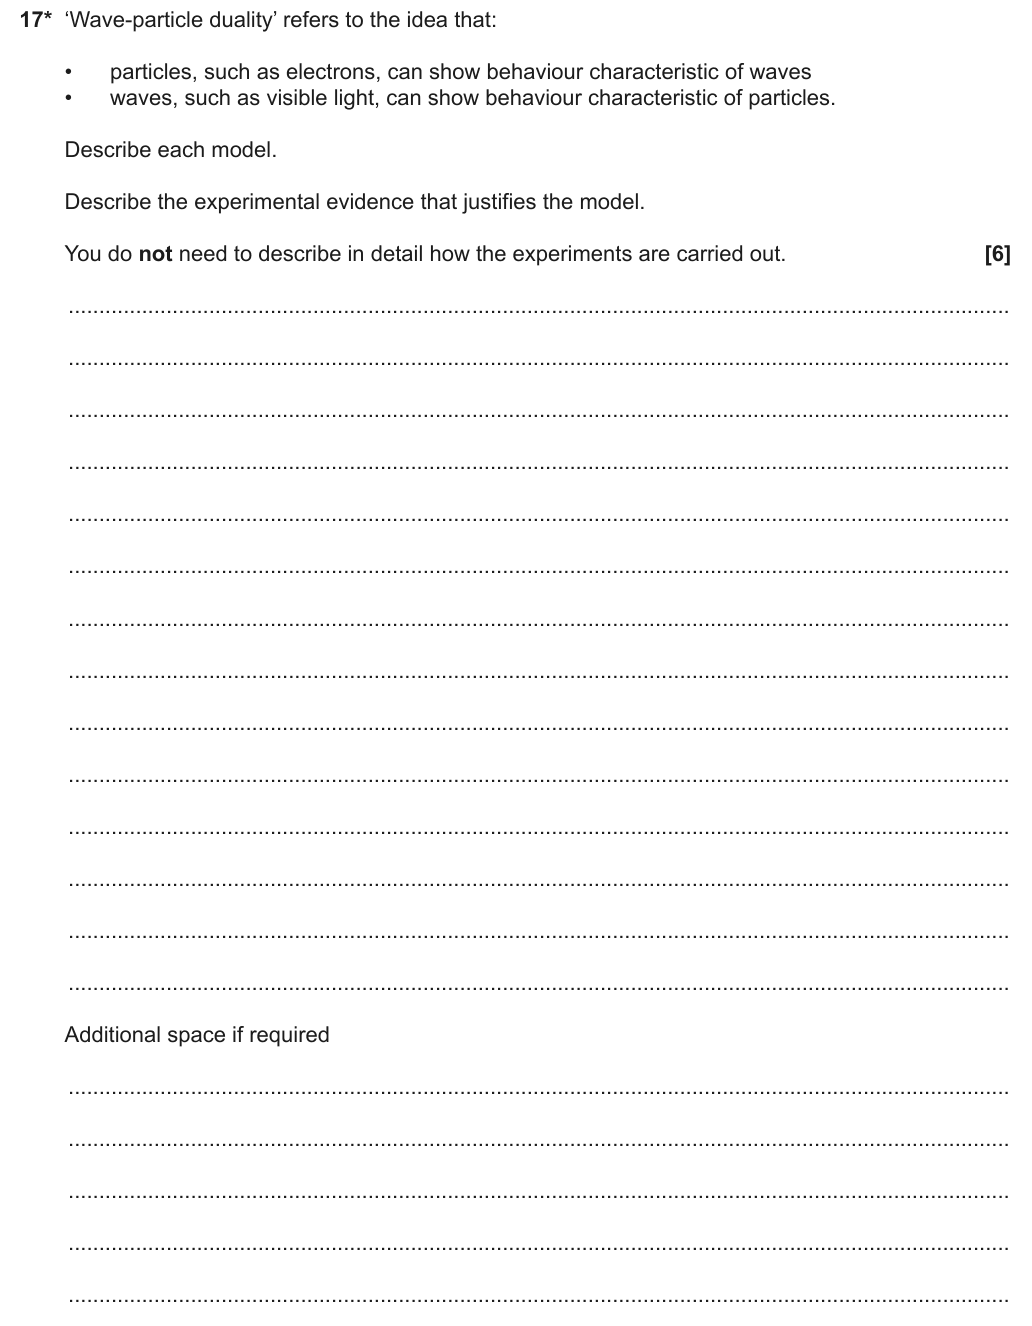 17* ‘Wave-particle duality’ refers to the idea that:
• particles, such as electrons, can show behaviour characteristic of waves
• waves, such as visible light, can show behaviour characteristic of particles.
Describe each model.
Describe the experimental evidence that justifies the model.
You do not need to describe in detail how the experiments are carried out. [6]
Additional space if required